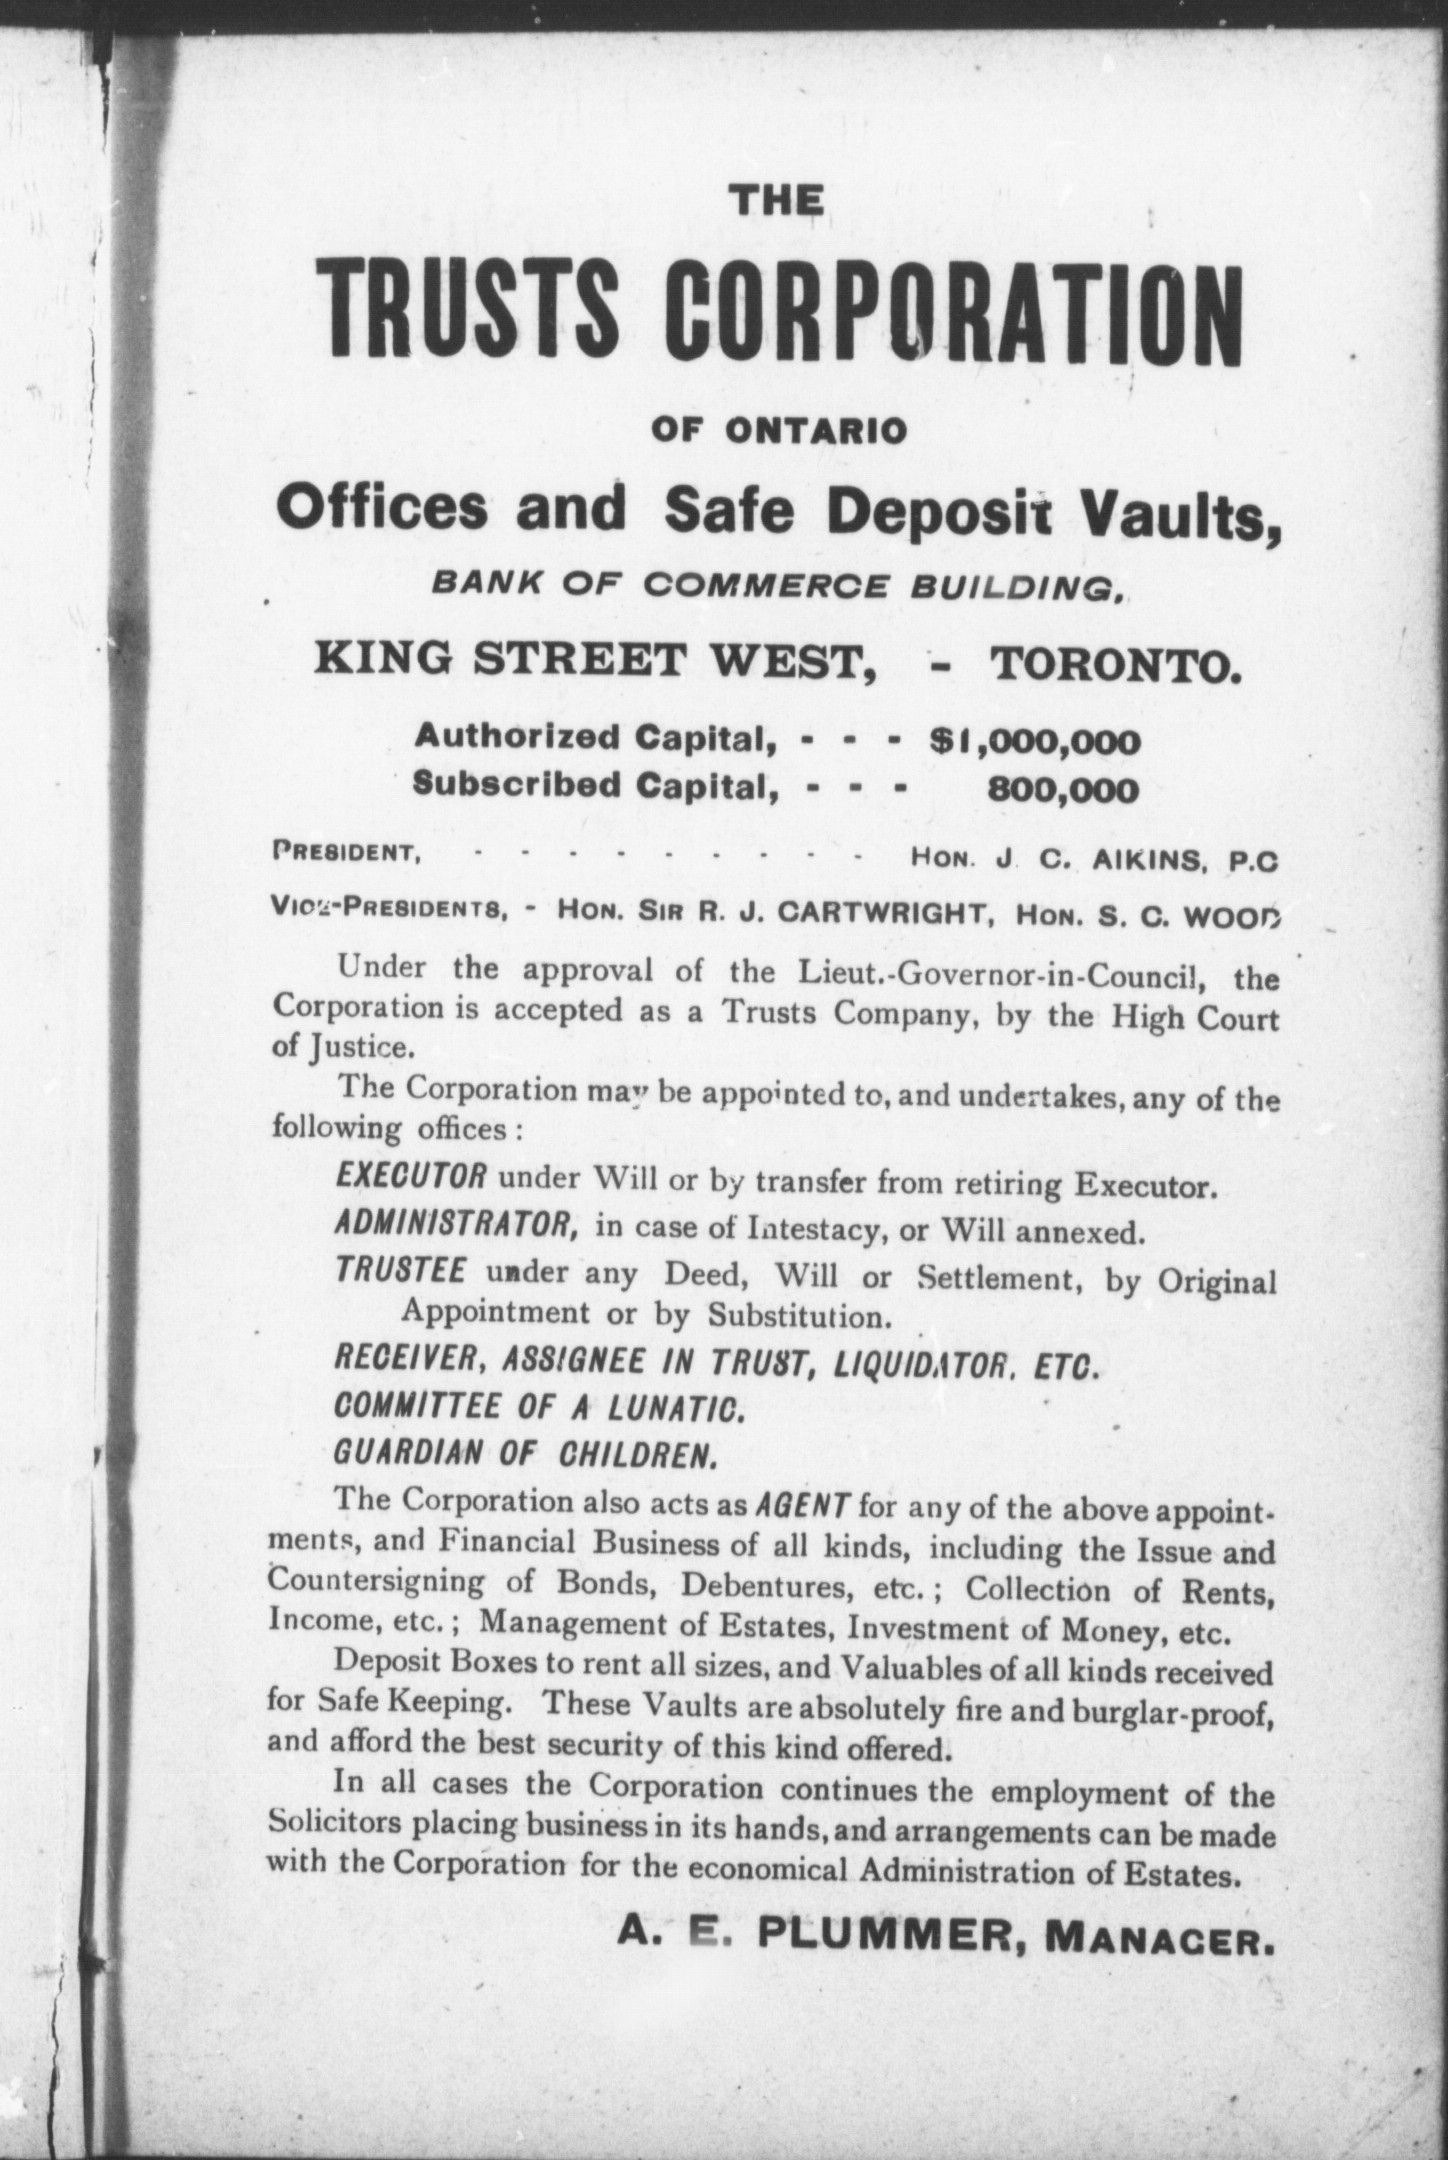 THE
TRUSTS CORPORATION
OF ONTARIO
Offices and Safe Deposit Vaults,
BANK OF COMMERCE BUILDING,
KING STREET WEST, - TORONTO.
Authorized Capital, - - - $1,000,000
Subscribed Capital, - - - 800,000
PRESIDENT, - - - - - - - - - HON. J C. AIKINS, P.C
VICE-PRESIDENTS, - HON. SIR R. J. CARTWRIGHT, HON. S. C. WOOD
Under the approval of the Lieut.-Governor-in-Council, the
Corporation is accepted as a Trusts Company, by the High Court
of Justice.
The Corporation may be appointed to, and undertakes, any of the
following offices :
EXECUTOR under Will or by transfer from retiring Executor.
ADMINISTRATOR, in case of Intestacy, or Will annexed.
TRUSTEE under any Deed, Will or Settlement, by Original
Appointment or by Substitution.
RECEIVER, ASSIGNEE IN TRUST, LIQUIDATOR, ETC.
COMMITTEE OF A LUNATIC.
GUARDIAN OF CHILDREN.
The Corporation also acts as AGENT for any of the above appoint-
ments, and Financial Business of all kinds, including the Issue and
Countersigning of Bonds, Debentures, etc. ; Collection of Rents,
Income, etc. ; Management of Estates, Investment of Money, etc.
Deposit Boxes to rent all sizes, and Valuables of all kinds received
for Safe Keeping. These Vaults are absolutely fire and burglar-proof,
and afford the best security of this kind offered.
In all cases the Corporation continues the employment of the
Solicitors placing business in its hands, and arrangements can be made
with the Corporation for the economical Administration of Estates.
A. E. PLUMMER, MANAGER.